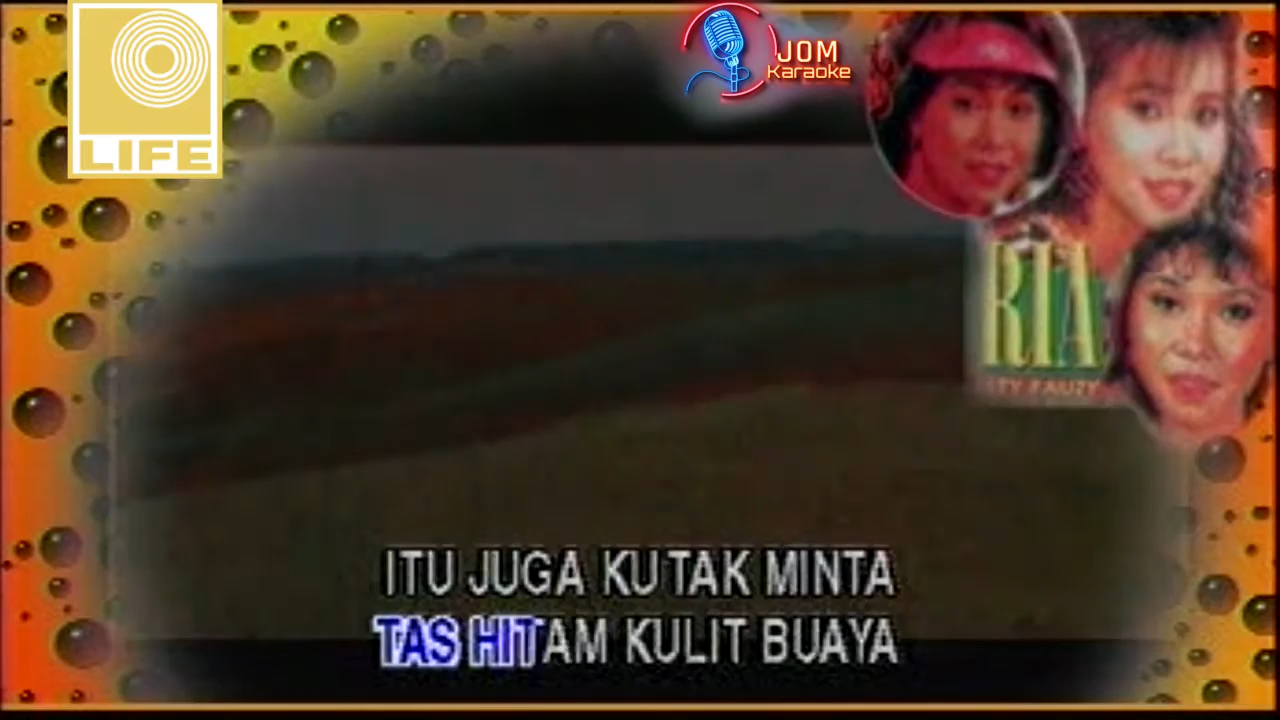 LIFE
JOM
Karaoke
RIA
ITU JUGA KU TAK MINTA
TAS HITAM KULIT BUAYA